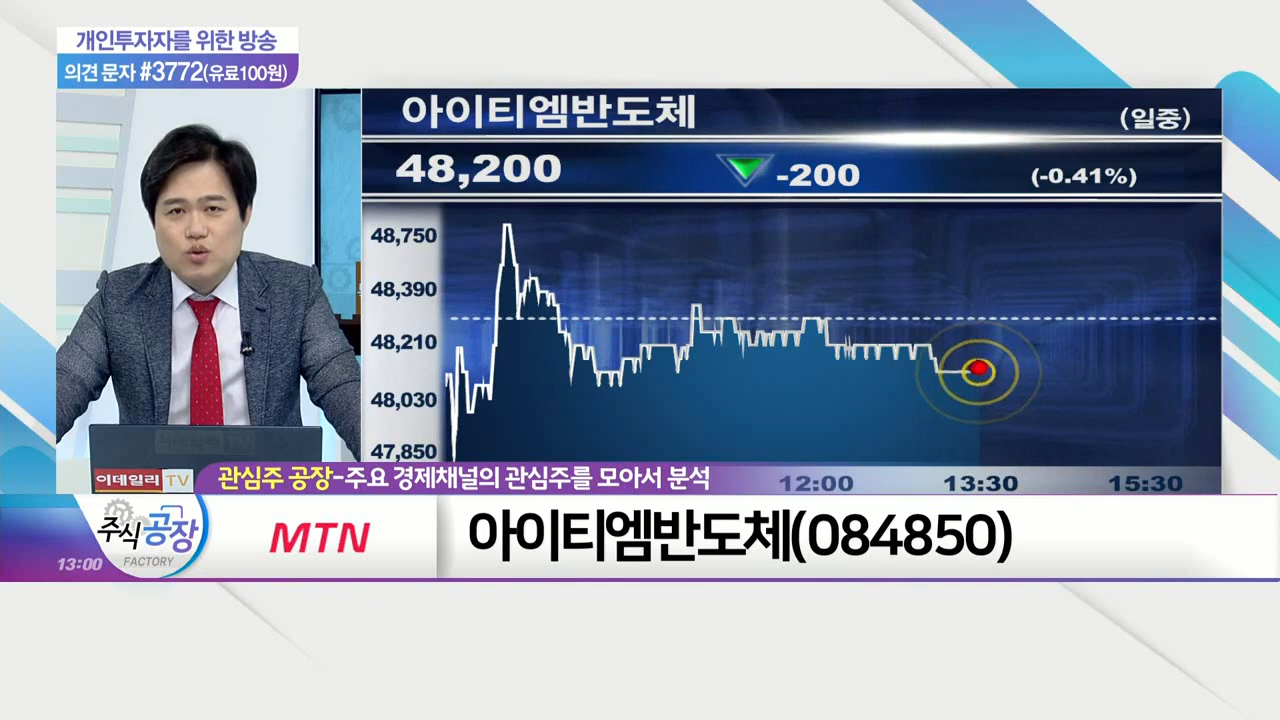 개인투자자를 위한 방송
의견 문자 #3772(유료100원)
아이티엠반도체
(일중)
48,200
-200
(-0.41%)
48,750
48,390
48,210
48,030
47,850
12:00
13:30
15:30
이데일리 TV
관심주 공장-주요 경제채널의 관심주를 모아서 분석
주식공장
FACTORY
13:00
MTN
아이티엠반도체(084850)